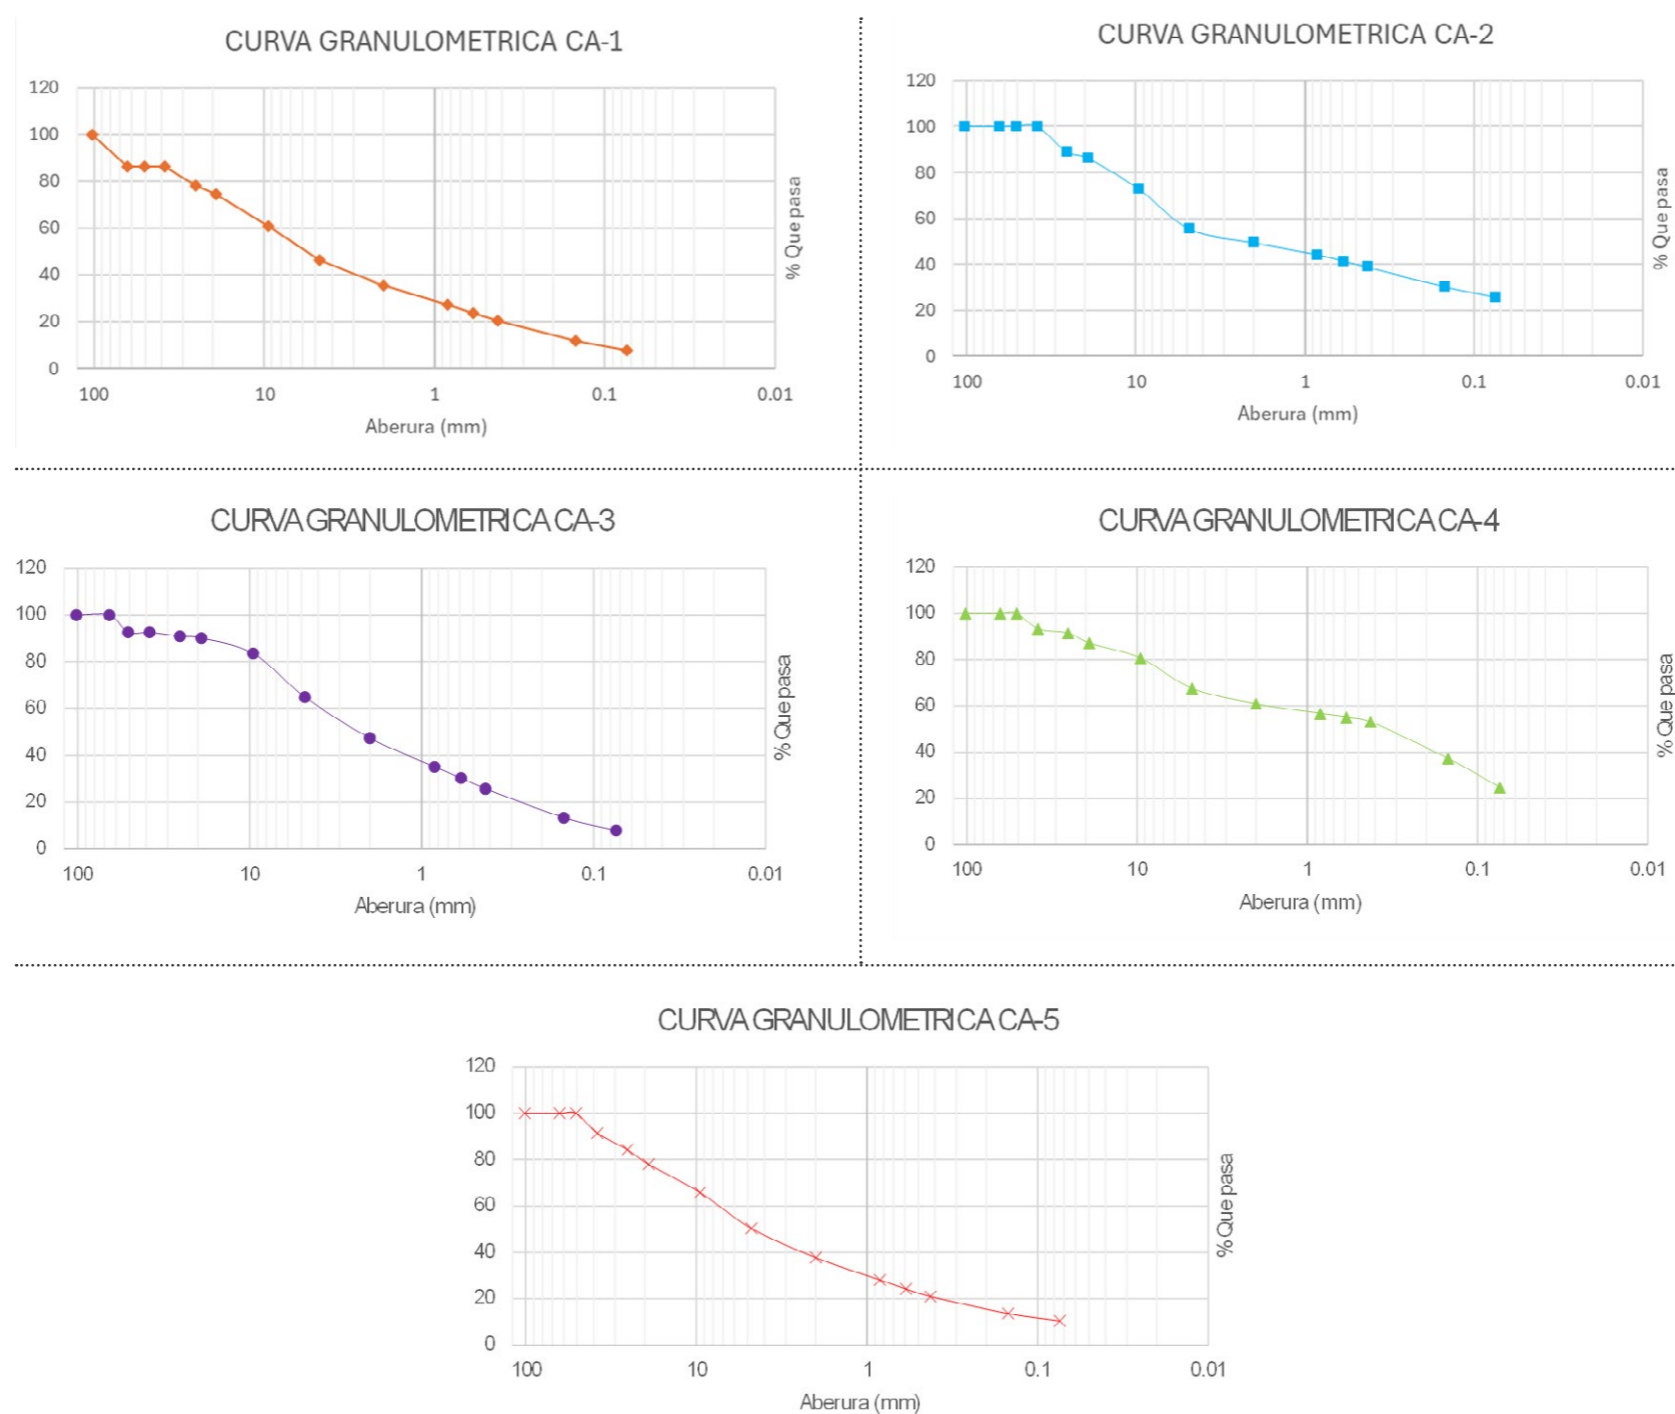 CURVA GRANULOMETRICA CA-1
120
100
80
60
40
20
0
100 10 1 0.1 0.01
Aberura (mm)
% Que pasa
CURVA GRANULOMETRICA CA-2
120
100
80
60
40
20
0
100 10 1 0.1 0.01
Aberura (mm)
% Que pasa
CURVA GRANULOMETRICA CA-3
120
100
80
60
40
20
0
100 10 1 0.1 0.01
Aberura (mm)
% Que pasa
CURVA GRANULOMETRICA CA-4
120
100
80
60
40
20
0
100 10 1 0.1 0.01
Aberura (mm)
% Que pasa
CURVA GRANULOMETRICA CA-5
120
100
80
60
40
20
0
100 10 1 0.1 0.01
Aberura (mm)
% Que pasa